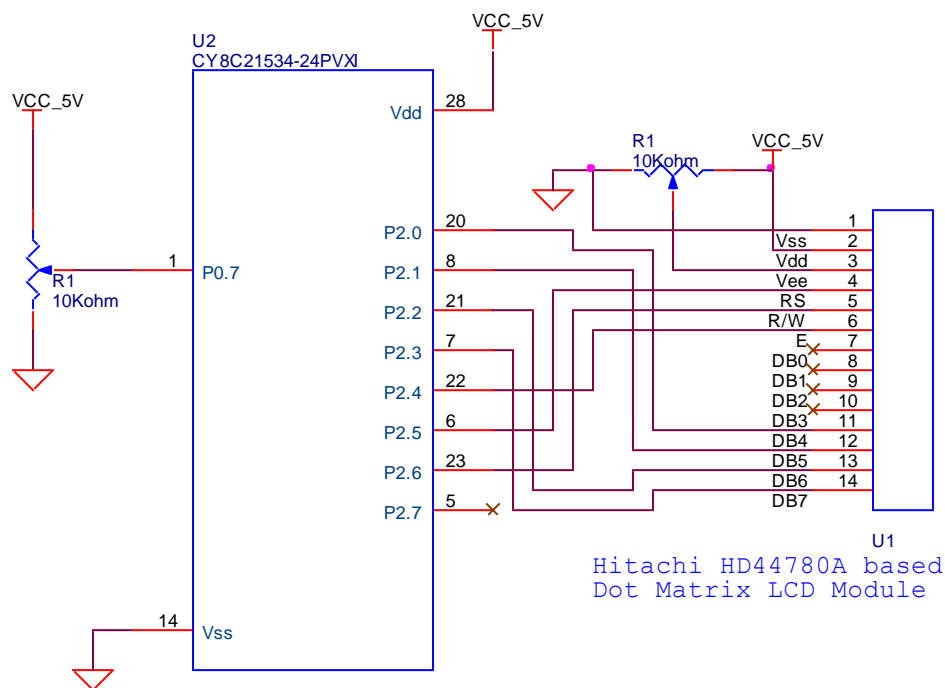 VCC_5V
U2
CY8C21534-24PVXI
VCC_5V
Vdd
28
R1
10Kohm
VCC_5V
P2.0
20
1
P0.7
R1
10Kohm
P2.1
8
P2.2
21
P2.3
7
P2.4
22
P2.5
6
P2.6
23
P2.7
5
14
Vss
1
Vss
2
Vdd
3
Vee
4
RS
5
R/W
6
E
7
DB0
8
DB1
9
DB2
10
DB3
11
DB4
12
DB5
13
DB6
14
DB7
U1
Hitachi HD44780A based
Dot Matrix LCD Module